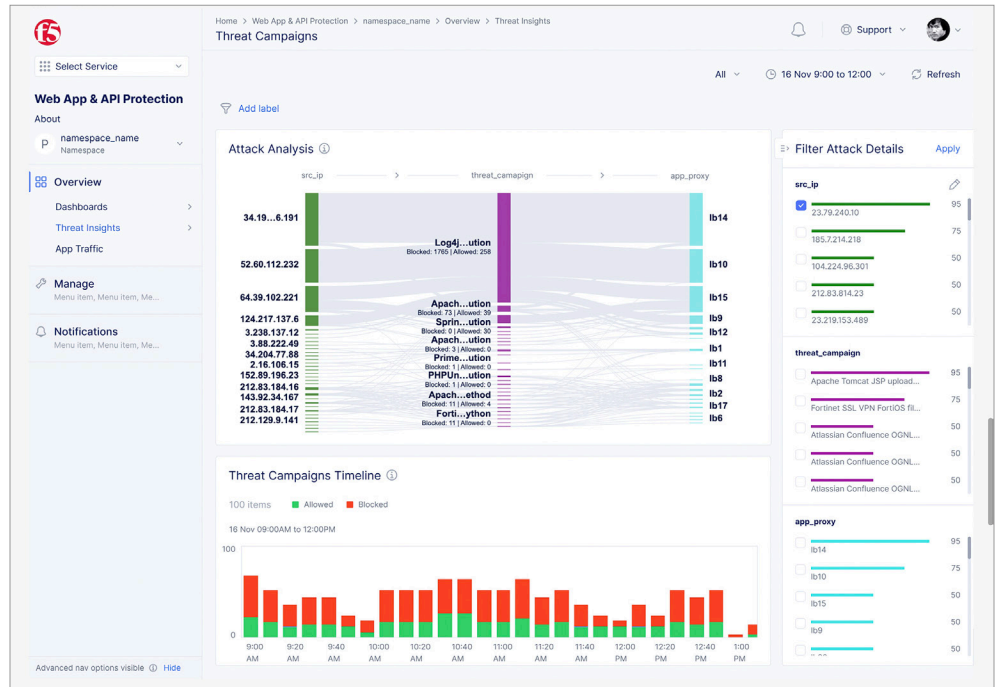 f5
Select Service
Web App & API Protection
About
P
namespace_name
Namespace
Overview
Dashboards
Threat Insights
App Traffic
Manage
Menu item, Menu item, Me...
Notifications
Menu item, Menu item, Me...
Advanced nav options visible
Hide
Home > Web App & API Protection > namespace_name > Overview > Threat Insights
Threat Campaigns
Support
All
16 Nov 9:00 to 12:00
Refresh
Add label
Attack Analysis
src_ip > threat_camapign > app_proxy
34.19...6.191
52.60.112.232
64.39.102.221
124.217.137.6
3.238.137.12
3.88.222.49
34.204.77.88
2.16.106.15
152.89.196.23
212.83.184.16
143.92.34.167
212.83.184.17
212.129.9.141
Log4j...ution
Blocked: 1765 | Allowed: 258
Apach...ution
Blocked: 73 | Allowed: 39
Sprin...ution
Blocked: 0 | Allowed: 30
Apach...ution
Blocked: 3 | Allowed: 0
Prime...ution
Blocked: 1 | Allowed: 0
PHPUn...ution
Blocked: 1 | Allowed: 0
Apach...ethod
Blocked: 11 | Allowed: 4
Forti...ython
Blocked: 11 | Allowed: 0
lb14
lb10
lb15
lb9
lb12
lb1
lb11
lb8
lb2
lb17
lb6
Threat Campaigns Timeline
100 items
Allowed
Blocked
16 Nov 09:00AM to 12:00PM
100
0
9:00 AM
9:20 AM
9:40 AM
10:00 AM
10:20 AM
10:40 AM
11:00 AM
11:20 AM
11:40 AM
12:00 PM
12:20 PM
12:40 PM
1:00 PM
Filter Attack Details
Apply
src_ip
95
23.79.240.10
75
185.7.214.218
50
104.224.96.301
50
212.83.814.23
50
23.219.153.489
threat_campaign
95
Apache Tomcat JSP upload...
75
Fortinet SSL VPN FortiOS fil...
50
Atlassian Confluence OGNL...
50
Atlassian Confluence OGNL...
50
Atlassian Confluence OGNL...
app_proxy
95
lb14
75
lb10
50
lb15
50
lb9
50